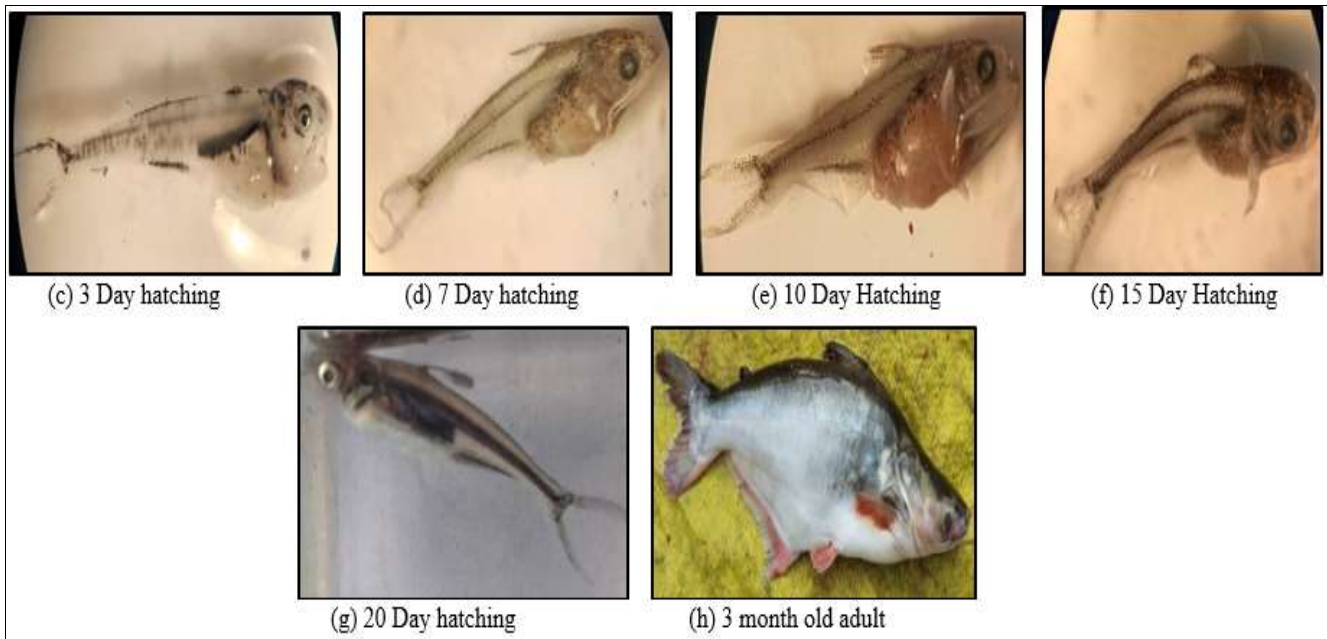 (c) 3 Day hatching
(d) 7 Day hatching
(e) 10 Day Hatching
(f) 15 Day Hatching
(g) 20 Day hatching
(h) 3 month old adult